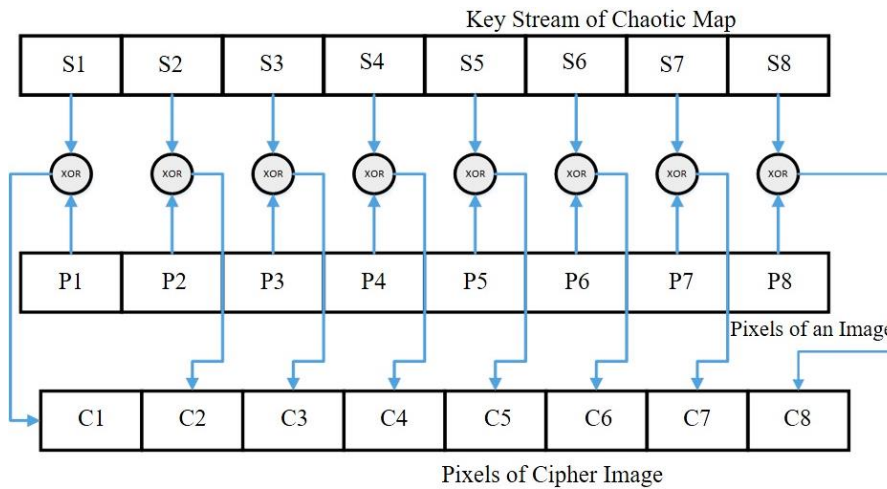 Key Stream of Chaotic Map
S1 S2 S3 S4 S5 S6 S7 S8
XOR XOR XOR XOR XOR XOR XOR XOR
P1 P2 P3 P4 P5 P6 P7 P8
Pixels of an Image
C1 C2 C3 C4 C5 C6 C7 C8
Pixels of Cipher Image